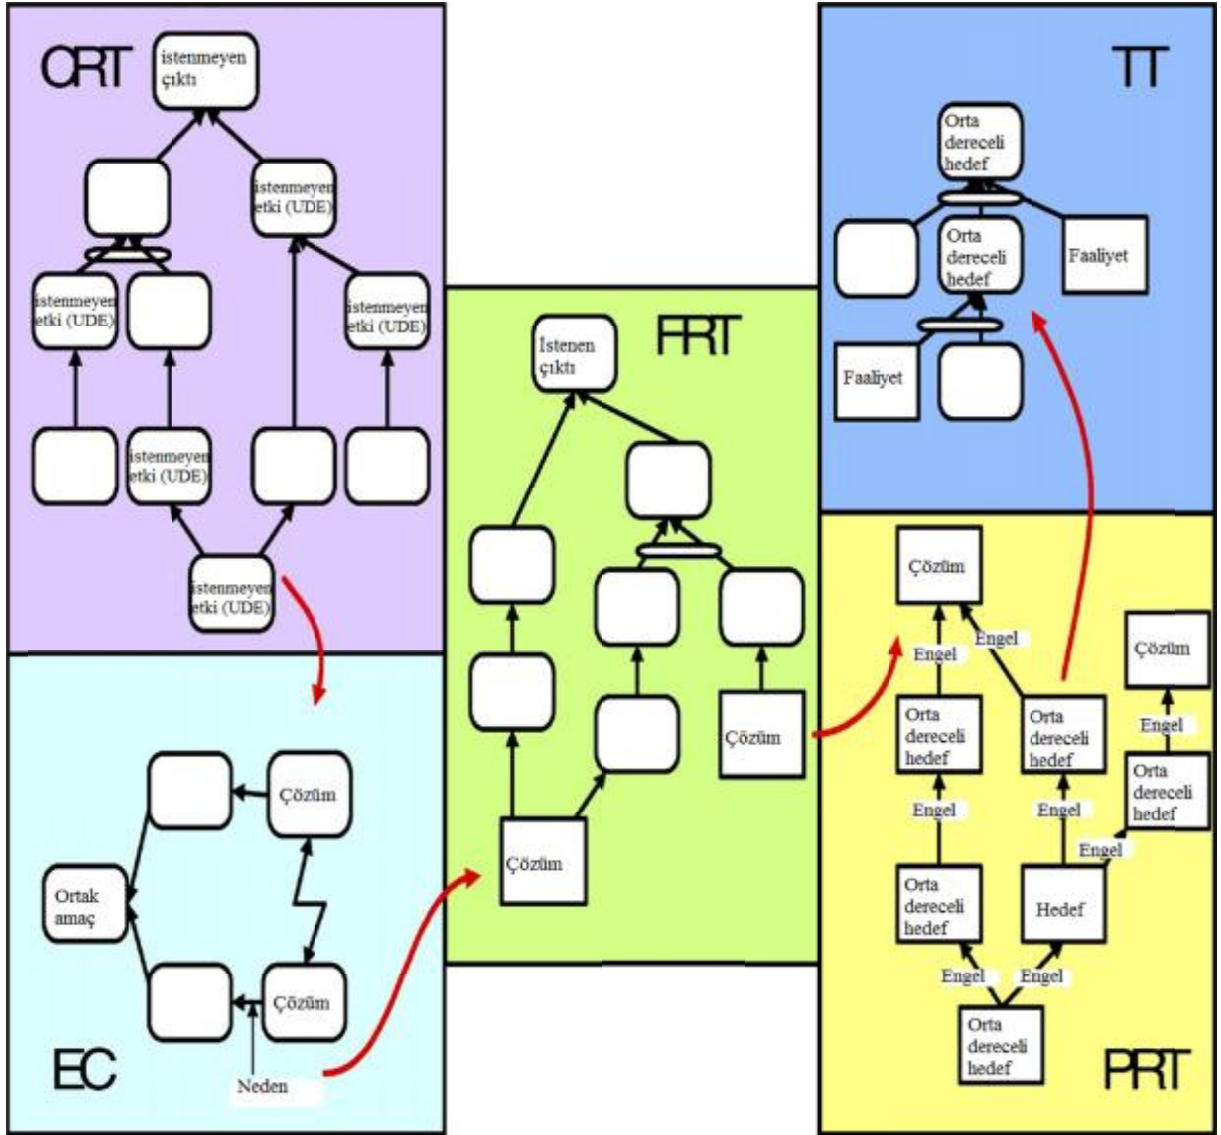 CRT
istenmeyen
çıktı
istenmeyen
etki (UDE)
istenmeyen
etki (UDE)
istenmeyen
etki (UDE)
istenmeyen
etki (UDE)
istenmeyen
etki (UDE)
EC
Çözüm
Ortak
amaç
Çözüm
Neden
FRT
İstenen
çıktı
Çözüm
Çözüm
TT
Orta
dereceli
hedef
Orta
dereceli
hedef
Faaliyet
Faaliyet
Çözüm
Engel
Engel
Çözüm
Orta
dereceli
hedef
Orta
dereceli
hedef
Engel
Orta
dereceli
hedef
Engel
Engel
Engel
Orta
dereceli
hedef
Hedef
Engel
Engel
Orta
dereceli
hedef
PRT